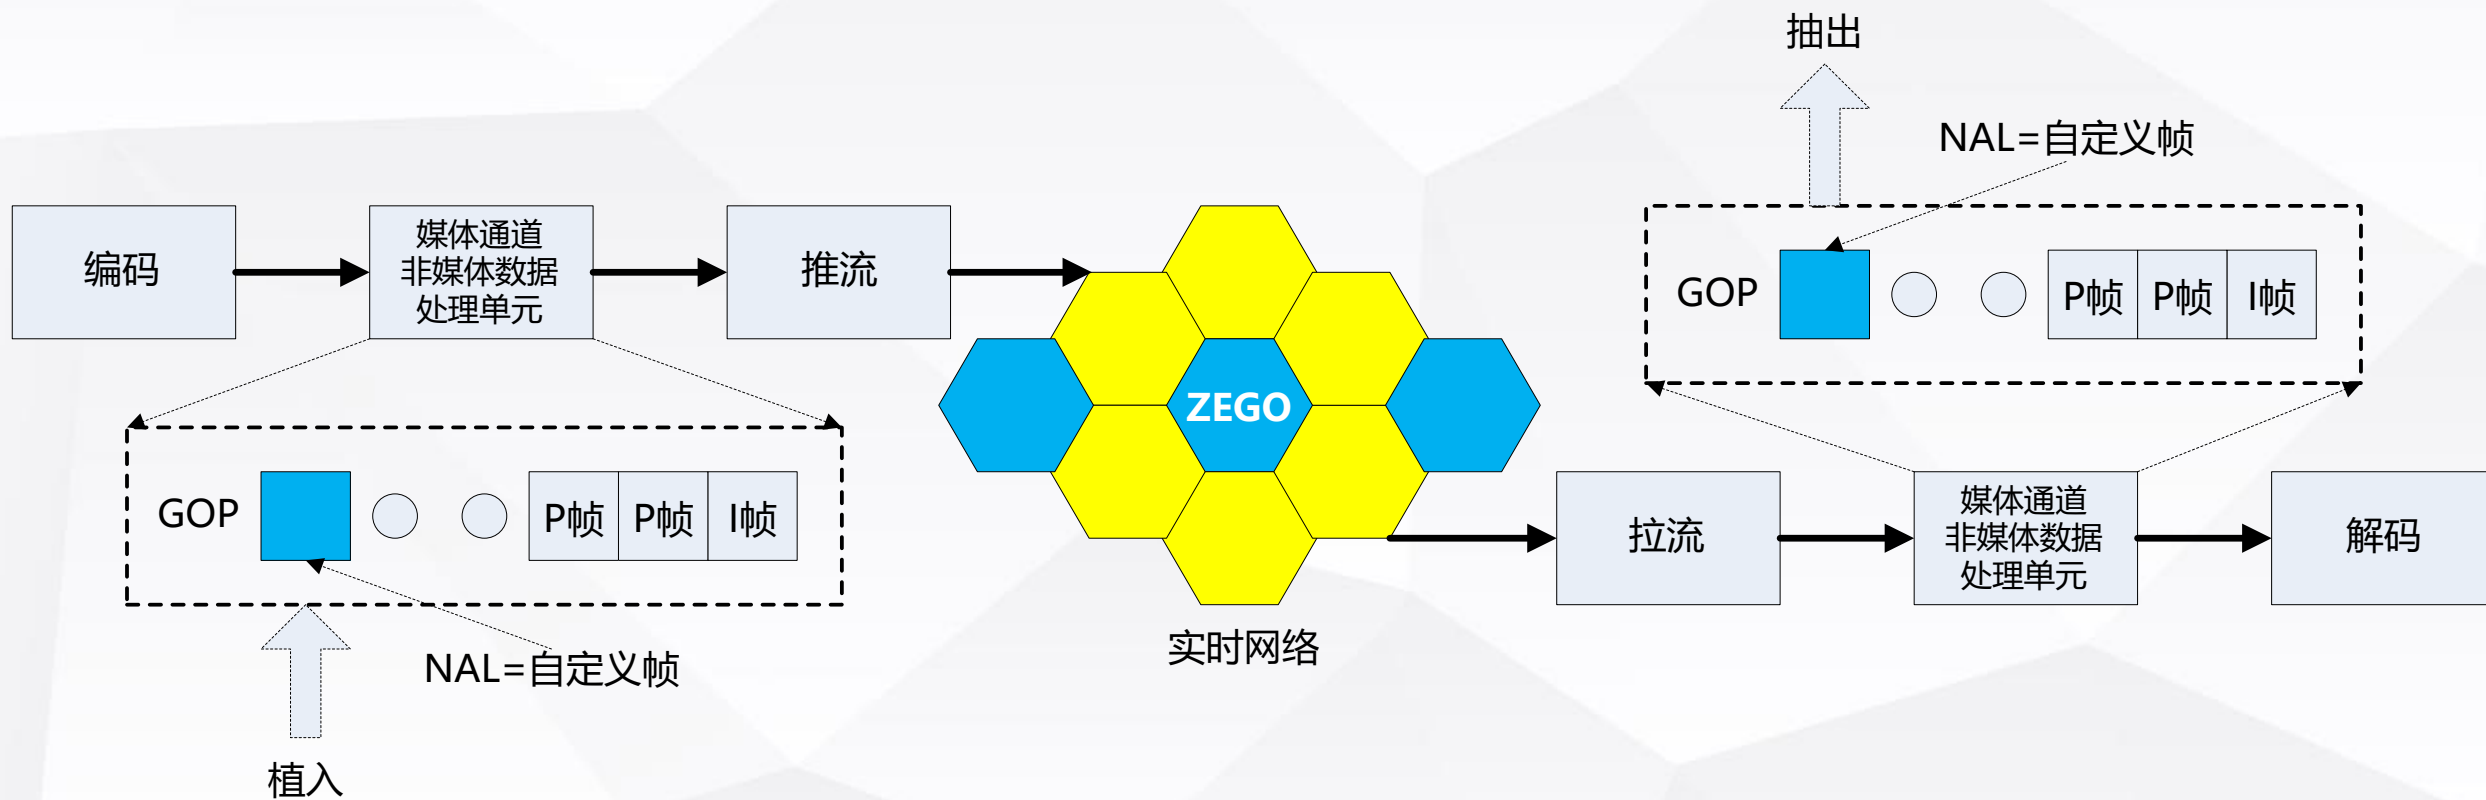 抽出
NAL=自定义帧
编码
媒体通道
非媒体数据
处理单元
推流
GOP
P帧
P帧
I帧
ZEGO
GOP
P帧
P帧
I帧
NAL=自定义帧
植入
实时网络
拉流
媒体通道
非媒体数据
处理单元
解码